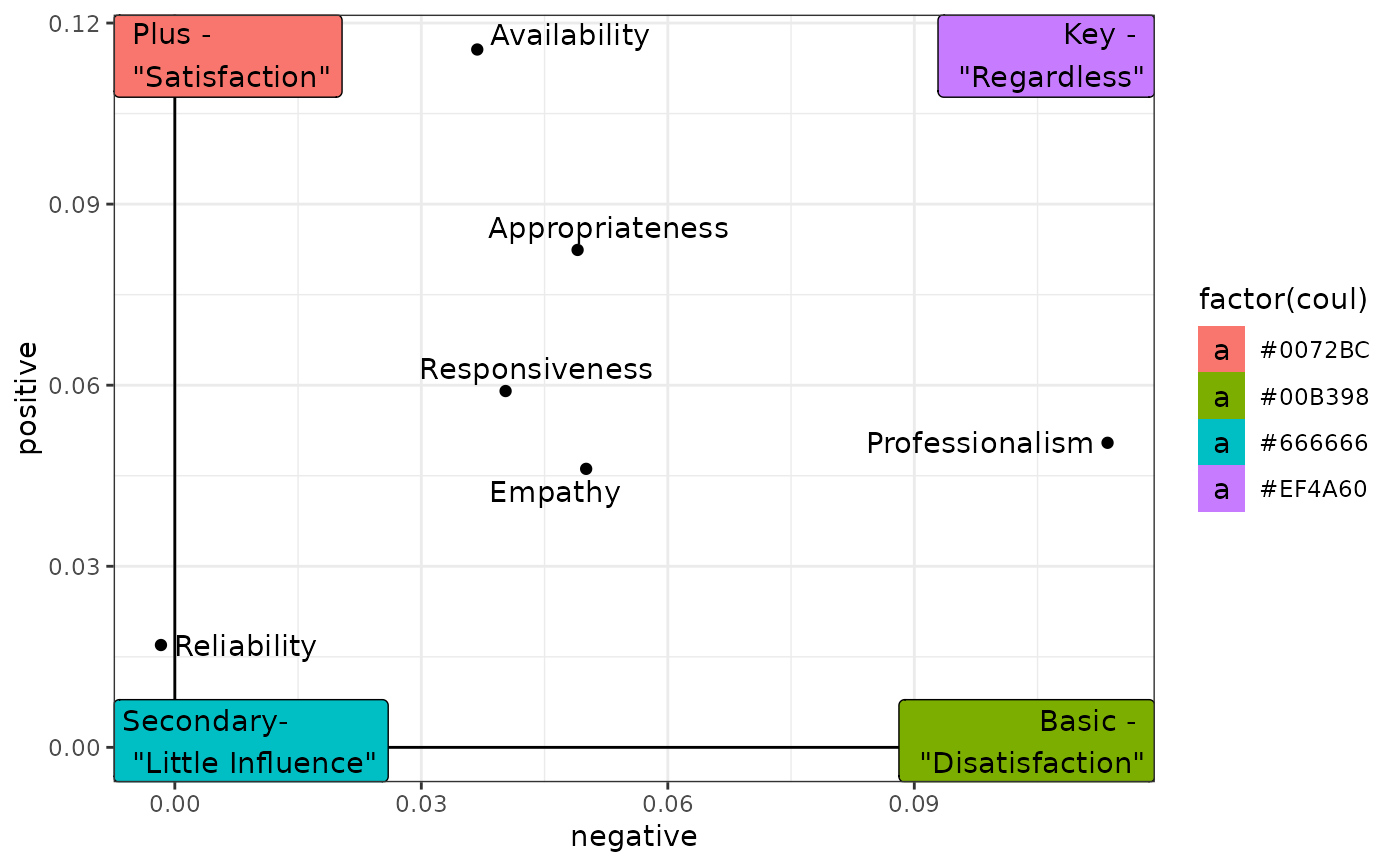 0.12
0.09
0.06
0.03
0.00
positive
Plus -
"Satisfaction"
Availability
Key -
"Regardless"
Appropriateness
Responsiveness
Professionalism
Empathy
Reliability
Secondary-
"Little Influence"
Basic -
"Disatisfaction"
0.00 0.03 0.06 0.09
negative
factor(coul)
a #0072BC
a #00B398
a #666666
a #EF4A60